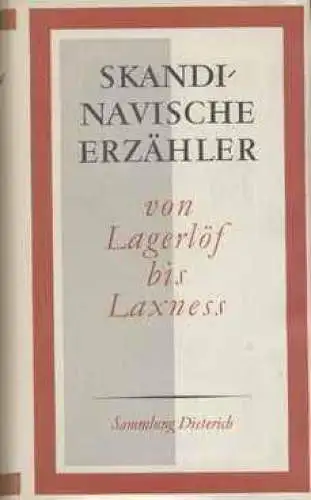 SKANDI-
NAVISCHE
ERZÄHLER
von
Lagerlöf
bis
Laxness
Sammlung Dieterich